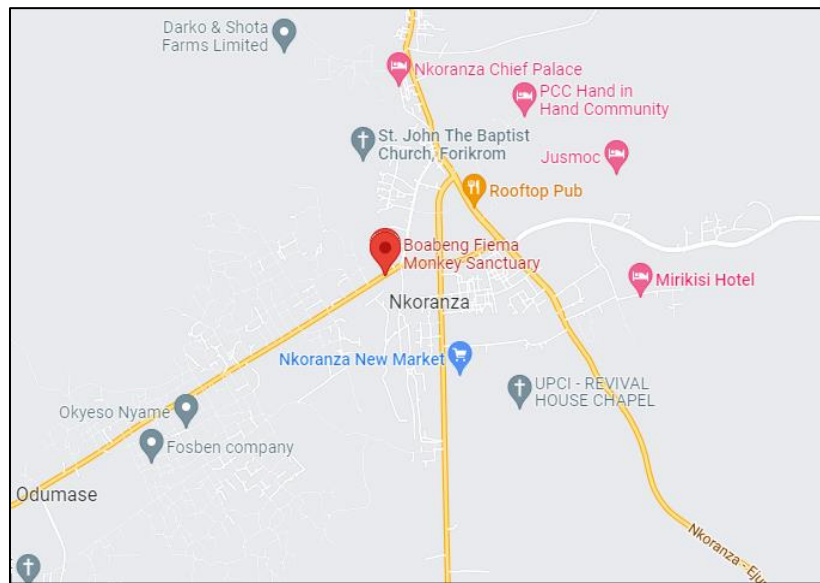 Darko & Shota
Farms Limited
Nkoranza Chief Palace
PCC Hand in
Hand Community
St. John The Baptist
Church, Forikrom
Jusmoc
Rooftop Pub
Boabeng Fiema
Monkey Sanctuary
Mirikisi Hotel
Nkoranza
Nkoranza New Market
UPCI - REVIVAL
HOUSE CHAPEL
Okyeso Nyame
Fosben company
Odumase
Nkoranza - Eju